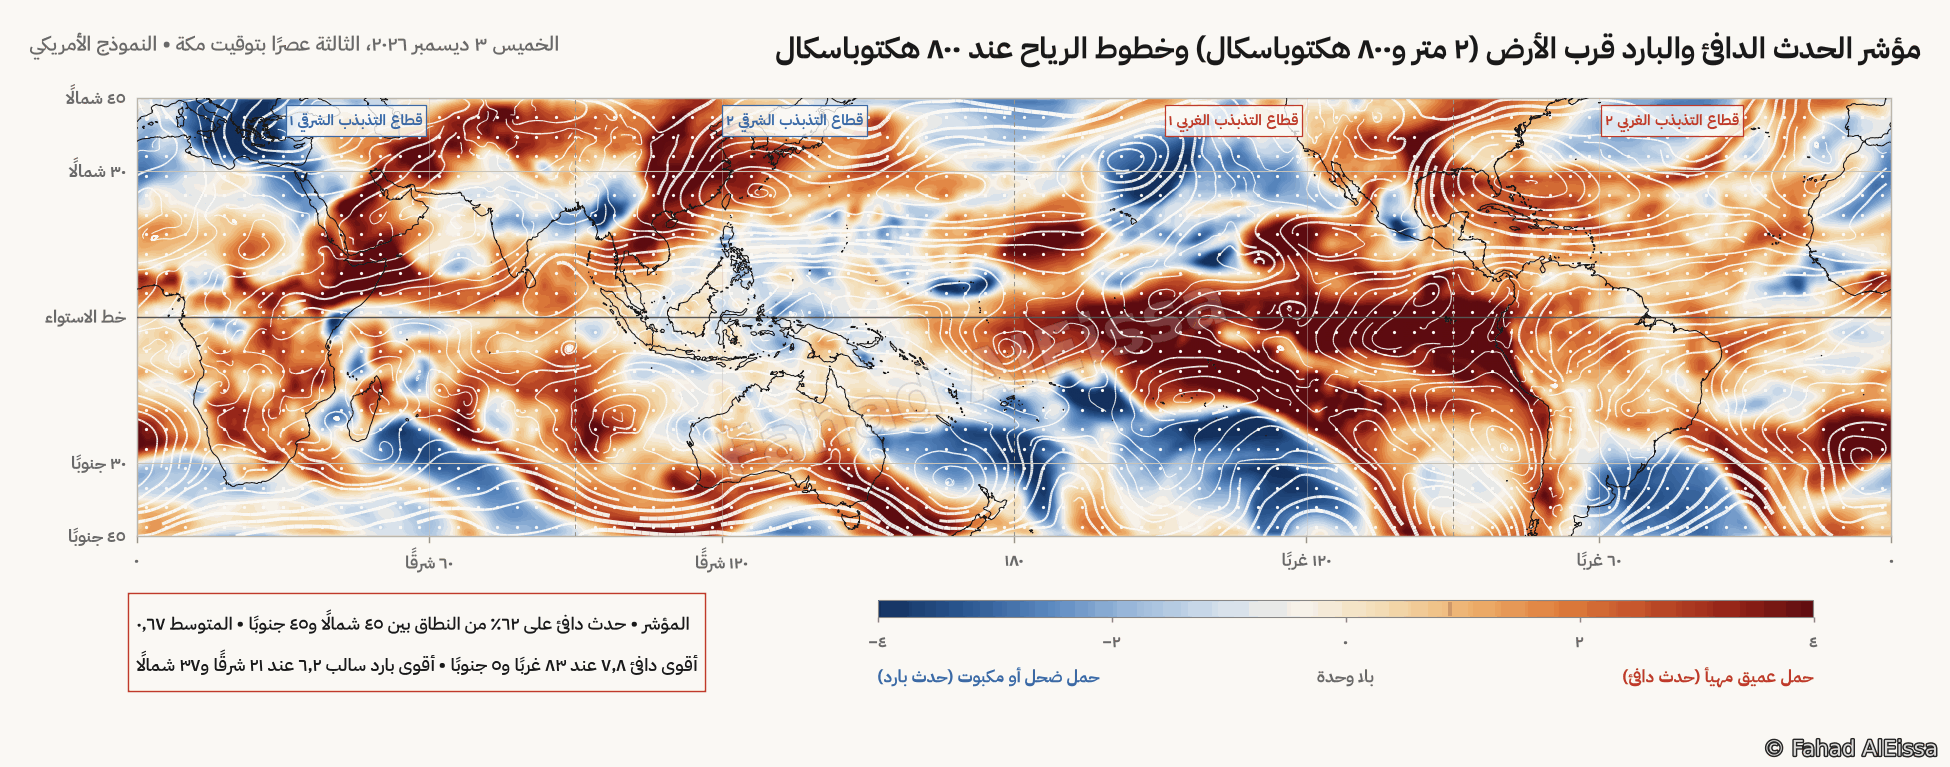 مؤشر الحدث الدافئ والبارد قرب الأرض (٢ متر و٨٠٠ هكتوباسكال) وخطوط الرياح عند ٨٠٠ هكتوباسكال
الخميس ٣ ديسمبر ٢٠٢٦، الثالثة عصرًا بتوقيت مكة • النموذج الأمريكي
قطاع التذبذب الشرقي ١
قطاع التذبذب الشرقي ٢
قطاع التذبذب الغربي ١
قطاع التذبذب الغربي ٢
٤٥ شمالًا
٣٠ شمالًا
خط الاستواء
٣٠ جنوبًا
٤٥ جنوبًا
Fahad AlEissa
٠
٦٠ شرقًا
١٢٠ شرقًا
١٨٠
١٢٠ غربًا
٦٠ غربًا
٠
المؤشر • حدث دافئ على ٦٢٪ من النطاق بين ٤٥ شمالًا و٤٥ جنوبًا • المتوسط ٠,٦٧
أقوى دافئ ٧,٨ عند ٨٣ غربًا و٥ جنوبًا • أقوى بارد سالب ٦,٢ عند ٢١ شرقًا و٣٧ شمالًا
−٤
−٢
٠
٢
٤
حمل ضحل أو مكبوت (حدث بارد)
بلا وحدة
حمل عميق مهيأ (حدث دافئ)
© Fahad AlEissa